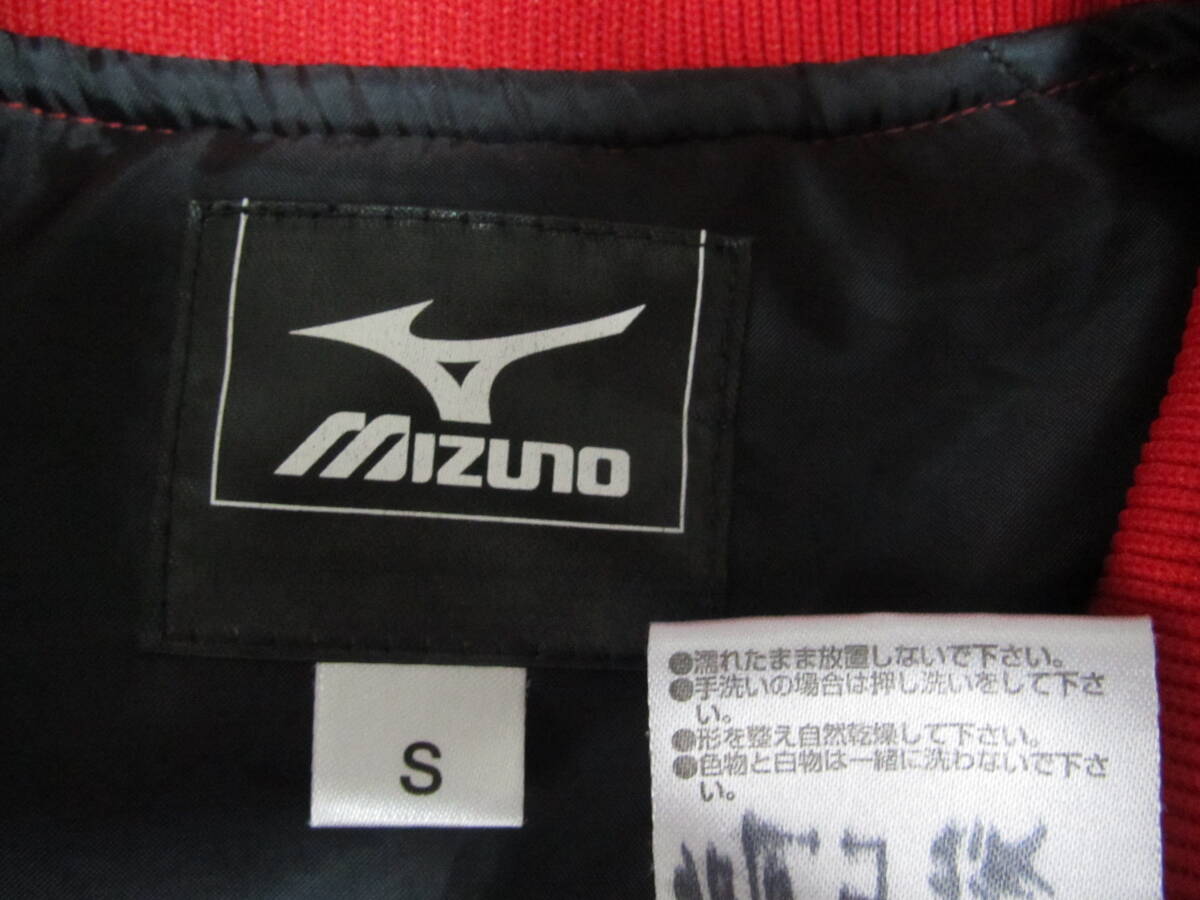 MIZUNO
S
●濡れたまま放置しないで下さい。
●手洗いの場合は押し洗いをして下さ
い。
●形を整え自然乾燥して下さい。
●色物と白物は一緒に洗わないで下さ
い。